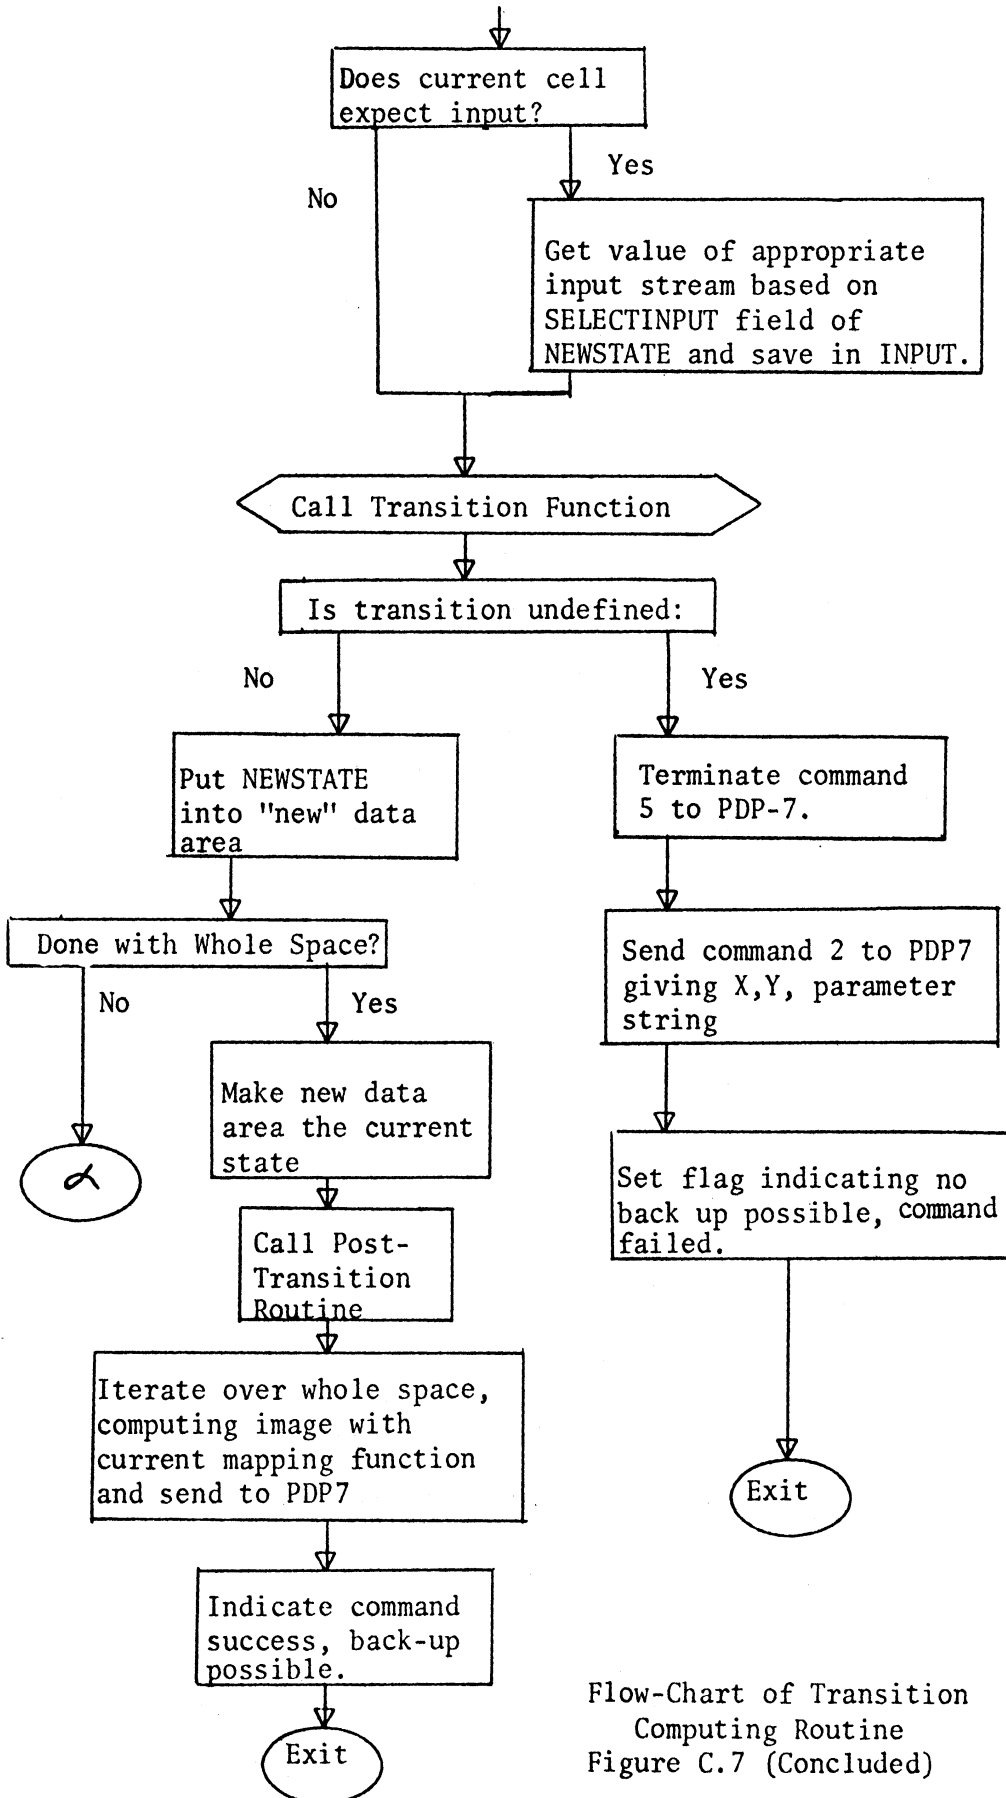 Does current cell
expect input?
Yes
No
Get value of appropriate
input stream based on
SELECTINPUT field of
NEWSTATE and save in INPUT.
Call Transition Function
Is transition undefined:
No
Yes
Put NEWSTATE
into "new" data
area
Terminate command
5 to PDP-7.
Done with Whole Space?
Send command 2 to PDP7
giving X,Y, parameter
string
No
Yes
Make new data
area the current
state
α
Set flag indicating no
back up possible, command
failed.
Call Post-
Transition
Routine
Iterate over whole space,
computing image with
current mapping function
and send to PDP7
Exit
Indicate command
success, back-up
possible.
Exit
Flow-Chart of Transition
Computing Routine
Figure C.7 (Concluded)